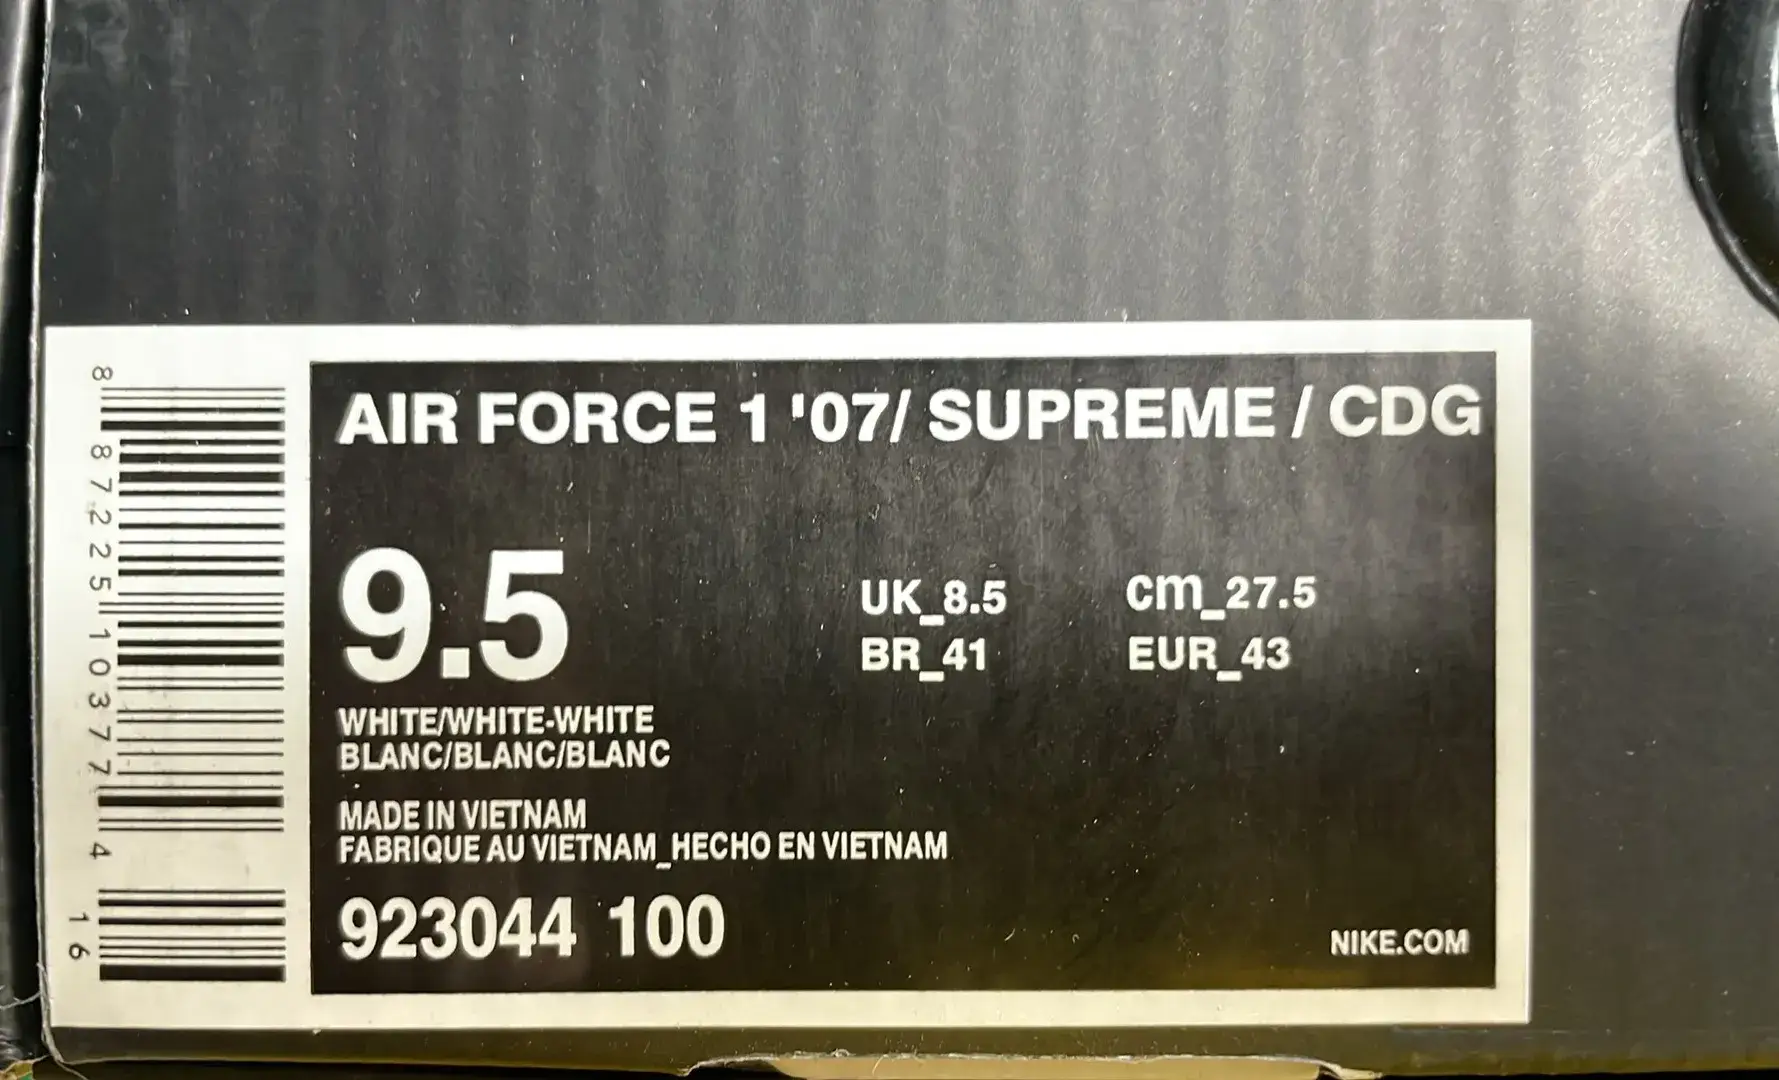 AIR FORCE 1 '07/ SUPREME / CDG
9.5
UK_8.5
cm_27.5
BR_41
EUR_43
WHITE/WHITE-WHITE
BLANC/BLANC/BLANC
MADE IN VIETNAM
FABRIQUE AU VIETNAM_HECHO EN VIETNAM
923044 100
NIKE.COM
8 87225 10377 4
16